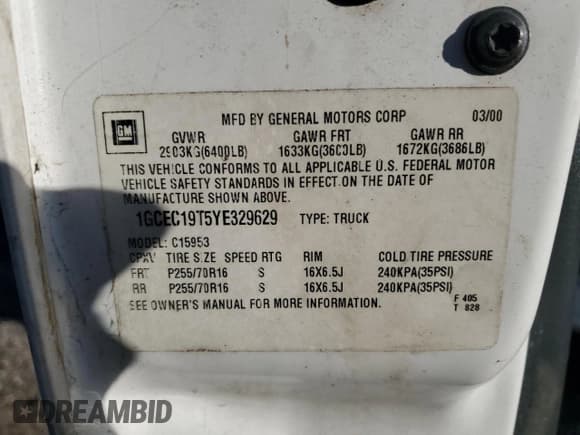 GM
MFD BY GENERAL MOTORS CORP 03/00
GVWR GAWR FRT GAWR RR
2903KG(6400LB) 1633KG(3600LB) 1672KG(3686LB)
THIS VEHICLE CONFORMS TO ALL APPLICABLE U.S. FEDERAL MOTOR
VEHICLE SAFETY STANDARDS IN EFFECT ON THE DATE OF
MANUFACTURE SHOWN ABOVE.
1GCEC19T5YE329629 TYPE: TRUCK
MODEL: C15953
TIRE SIZE SPEED RTG RIM COLD TIRE PRESSURE
FRT P255/70R16 S 16X6.5J 240KPA(35PSI)
RR P255/70R16 S 16X6.5J 240KPA(35PSI)
SEE OWNER'S MANUAL FOR MORE INFORMATION.
F 405
T 828
DREAMBID